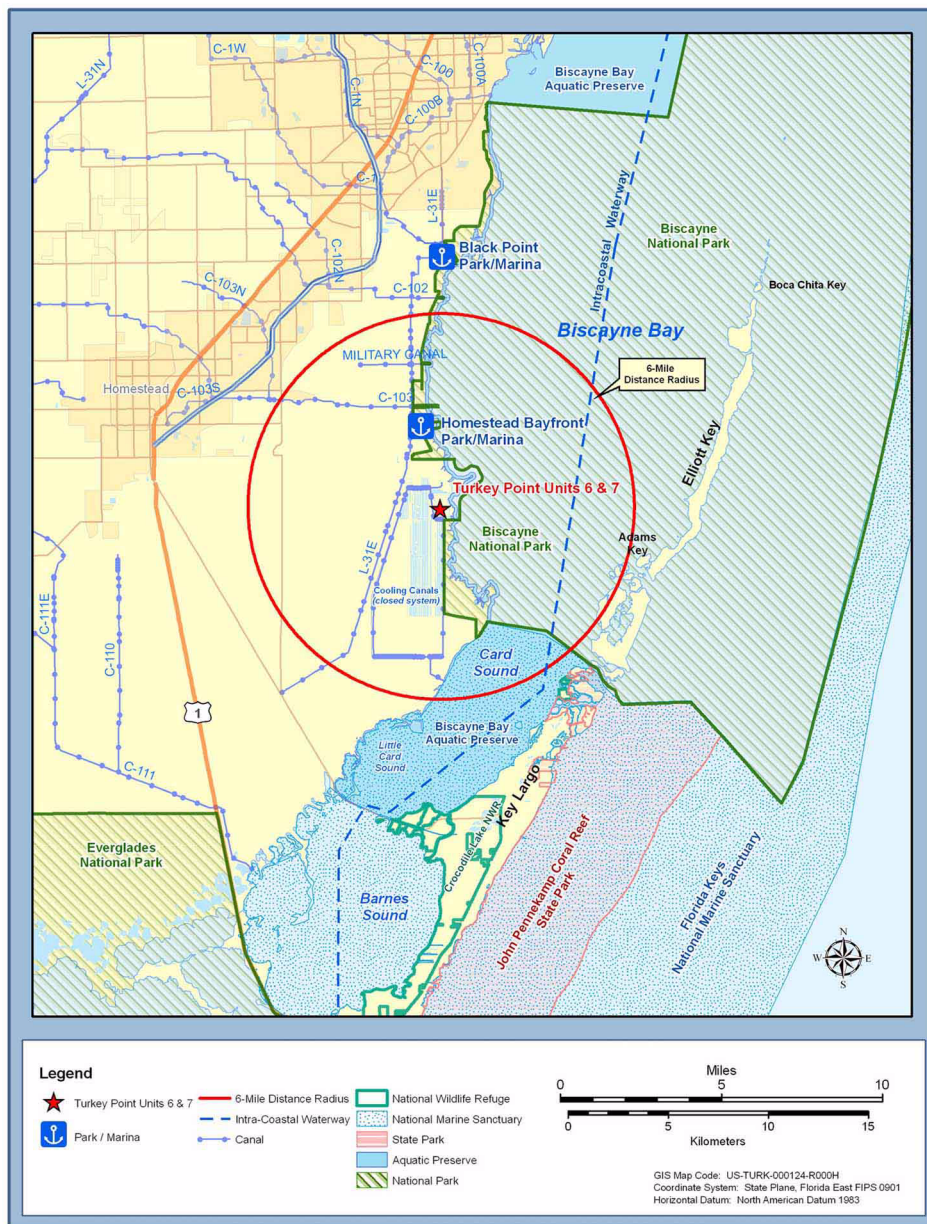 L-31N
C-1W
C-1N
C-100
C-100A
C-100B
C-1
L-31E
Biscayne Bay
Aquatic Preserve
Intracoastal Waterway
Biscayne
National Park
Black Point
Park/Marina
C-102N
C-103N
C-102
Boca Chita Key
Biscayne Bay
MILITARY CANAL
6-Mile
Distance Radius
Homestead
C-103S
C-103
Homestead Bayfront
Park/Marina
Elliott Key
Turkey Point Units 6 & 7
Biscayne
National Park
Adams
Key
L-31E
Cooling Canals
(closed system)
C-111E
C-110
Card
Sound
1
Biscayne Bay
Aquatic Preserve
Little
Card
Sound
C-111
Key Largo
Crocodile Lake NWR
Everglades
National Park
Barnes
Sound
John Pennekamp Coral Reef
State Park
Florida Keys
National Marine Sanctuary
N
W
E
S
Legend
Turkey Point Units 6 & 7
Park / Marina
6-Mile Distance Radius
Intra-Coastal Waterway
Canal
National Wildlife Refuge
National Marine Sanctuary
State Park
Aquatic Preserve
National Park
Miles
0 5 10
0 5 10 15
Kilometers
GIS Map Code: US-TURK-000124-R000H
Coordinate System: State Plane, Florida East FIPS 0901
Horizontal Datum: North American Datum 1983